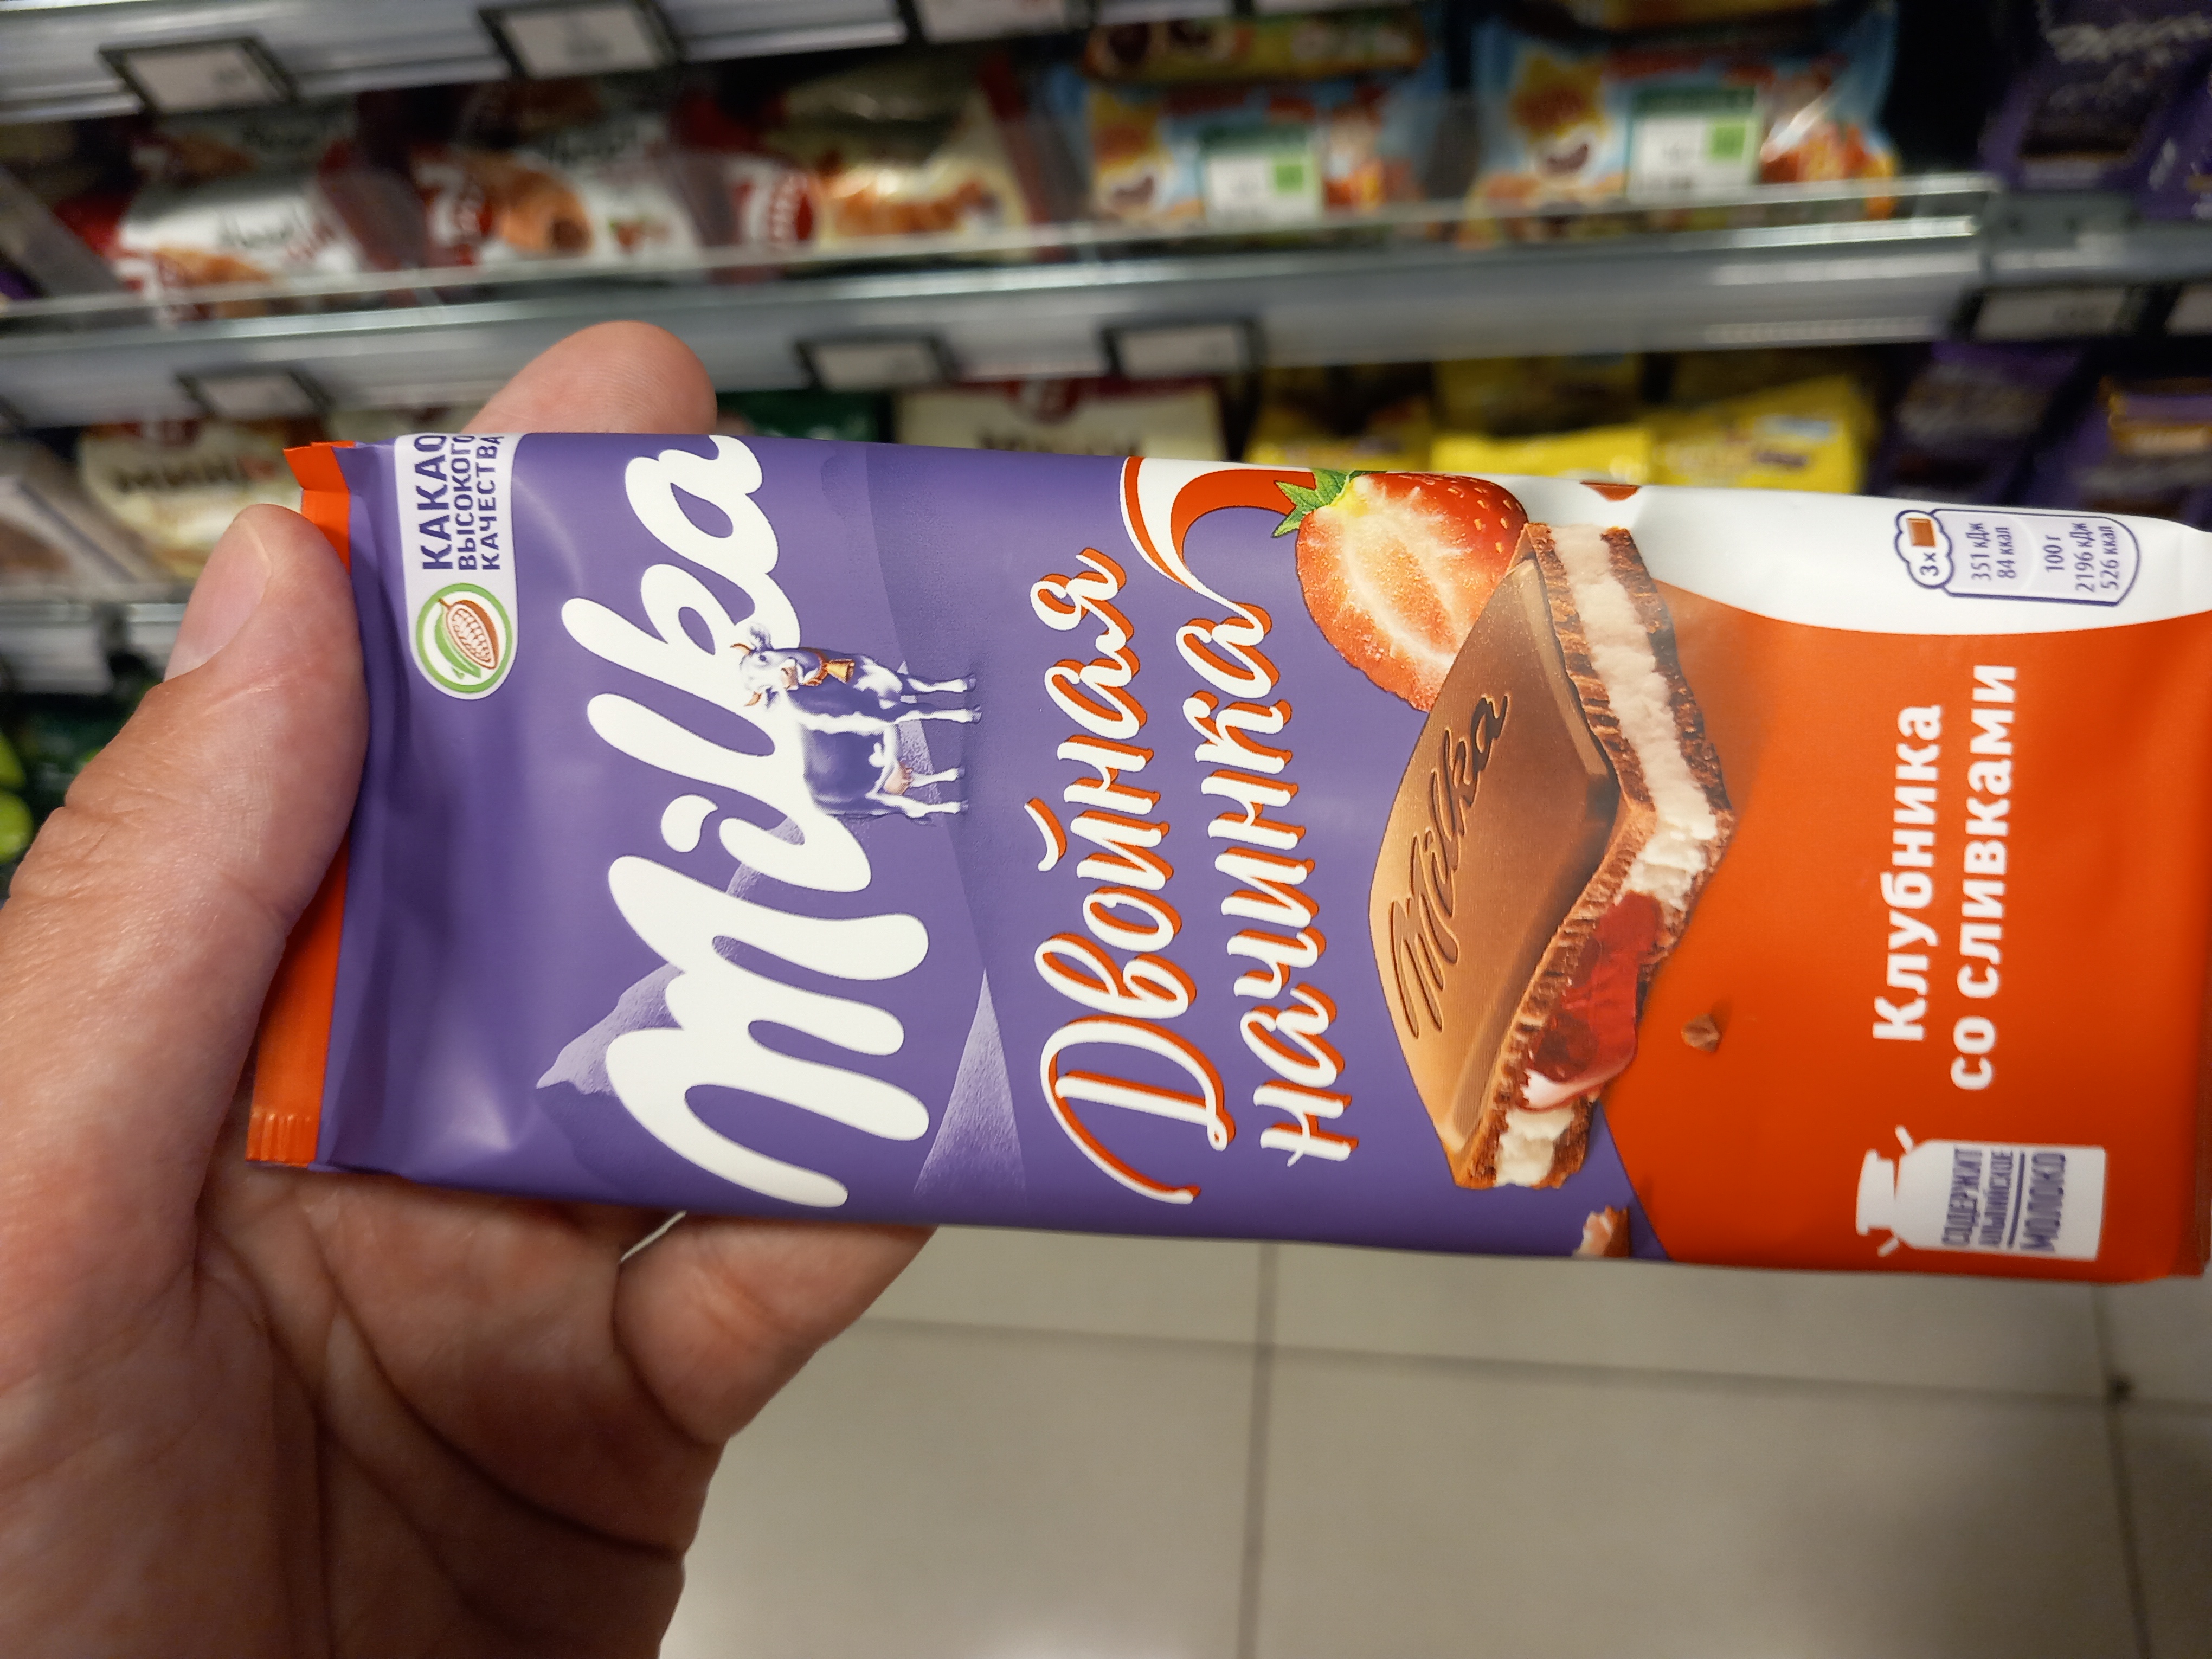 КАКАО
ВЫСОКОГО
КАЧЕСТВА
Milka
Двойная
начинка
Milka
3x
351 кДж
84 ккал
100 г
2196 кДж
526 ккал
Клубника
со сливками
СОДЕРЖИТ
АЛЬПИЙСКОЕ
МОЛОКО